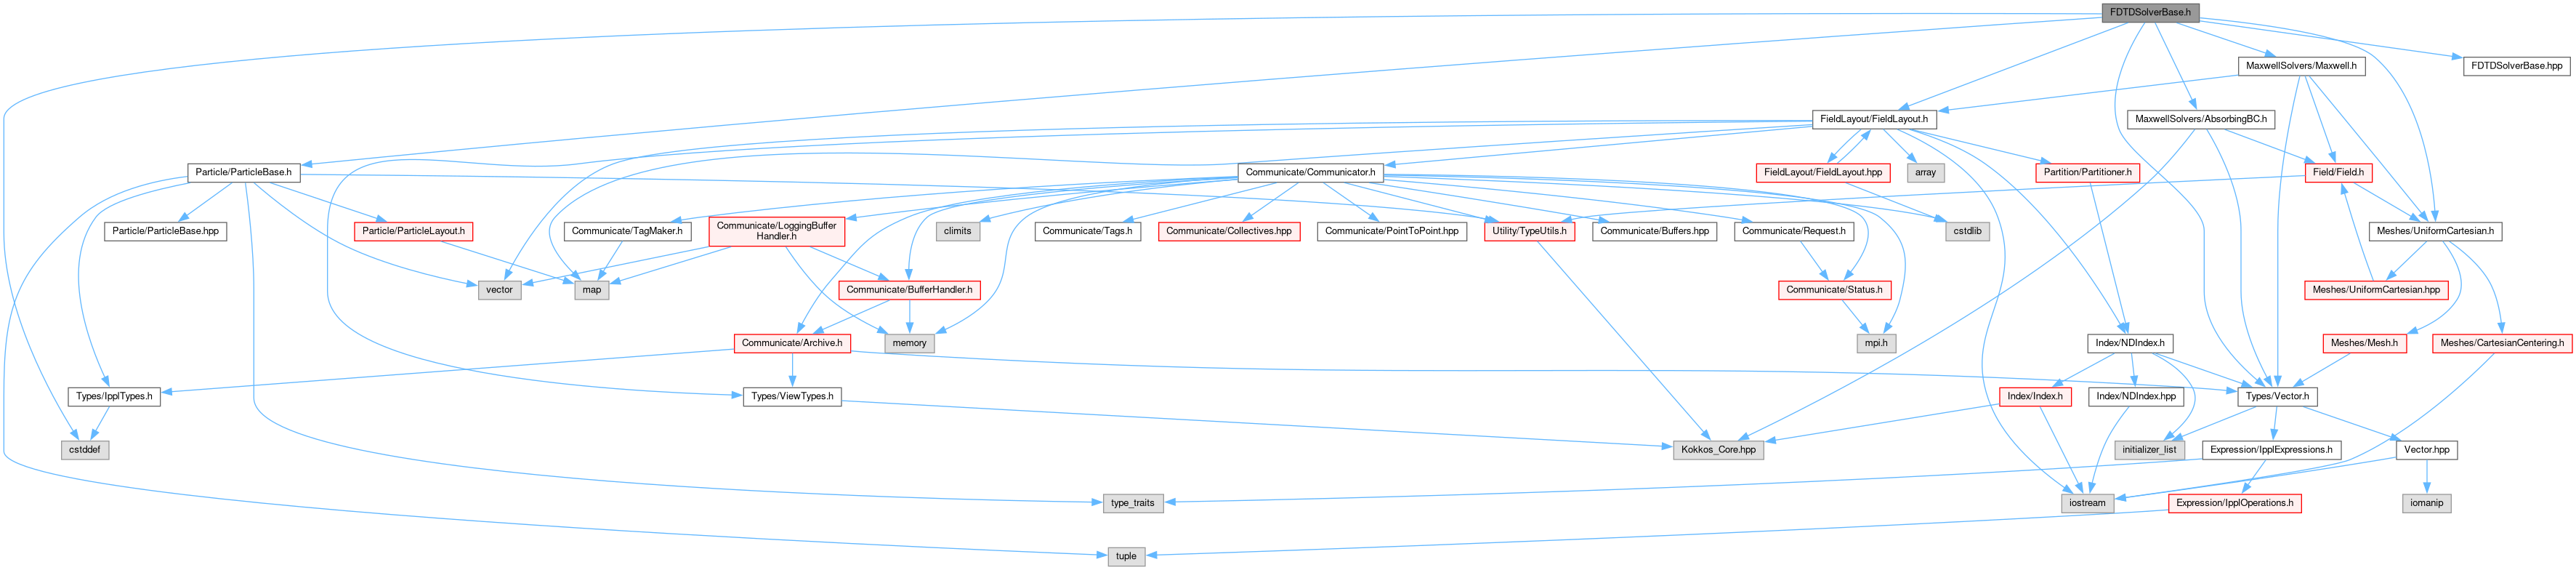 FDTDSolverBase.h
MaxwellSolvers/Maxwell.h
FDTDSolverBase.hpp
FieldLayout/FieldLayout.h
MaxwellSolvers/AbsorbingBC.h
Particle/ParticleBase.h
Communicate/Communicator.h
FieldLayout/FieldLayout.hpp
array
Partition/Partitioner.h
Field/Field.h
Particle/ParticleBase.hpp
Particle/ParticleLayout.h
Communicate/TagMaker.h
Communicate/LoggingBuffer
Handler.h
climits
Communicate/Tags.h
Communicate/Collectives.hpp
Communicate/PointToPoint.hpp
Utility/TypeUtils.h
Communicate/Buffers.hpp
Communicate/Request.h
cstdlib
Meshes/UniformCartesian.h
vector
map
Communicate/BufferHandler.h
Communicate/Status.h
Meshes/UniformCartesian.hpp
Communicate/Archive.h
memory
mpi.h
Index/NDIndex.h
Meshes/Mesh.h
Meshes/CartesianCentering.h
Types/IpplTypes.h
Types/ViewTypes.h
Index/Index.h
Index/NDIndex.hpp
Types/Vector.h
cstddef
Kokkos_Core.hpp
initializer_list
Expression/IpplExpressions.h
Vector.hpp
type_traits
iostream
Expression/IpplOperations.h
iomanip
tuple